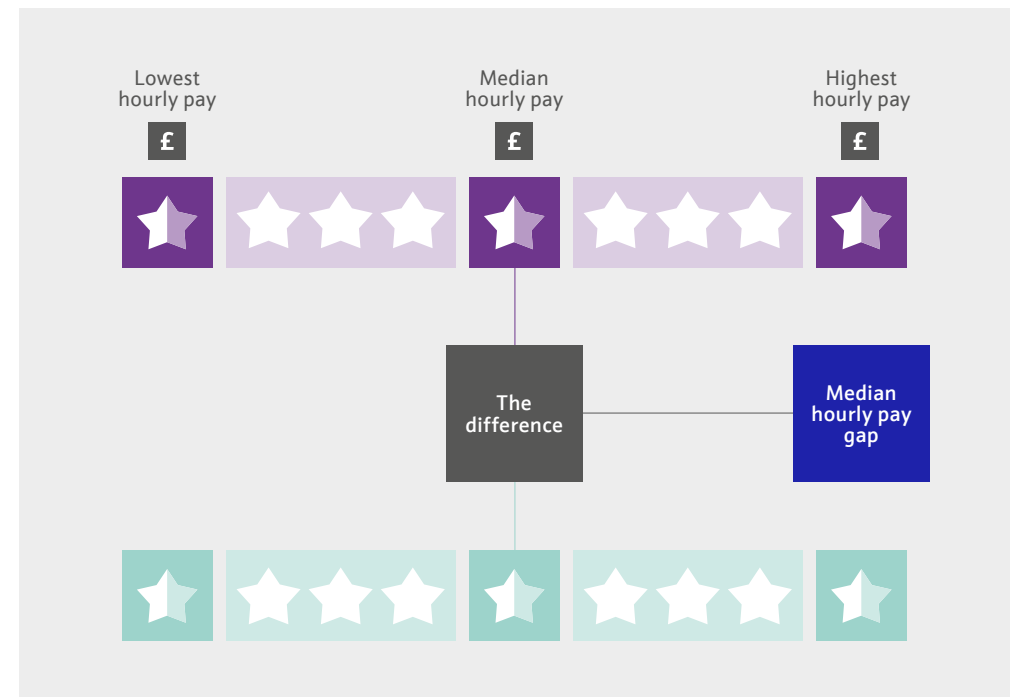 Lowest
hourly pay
£
Median
hourly pay
£
Highest
hourly pay
£
The
difference
Median
hourly pay
gap